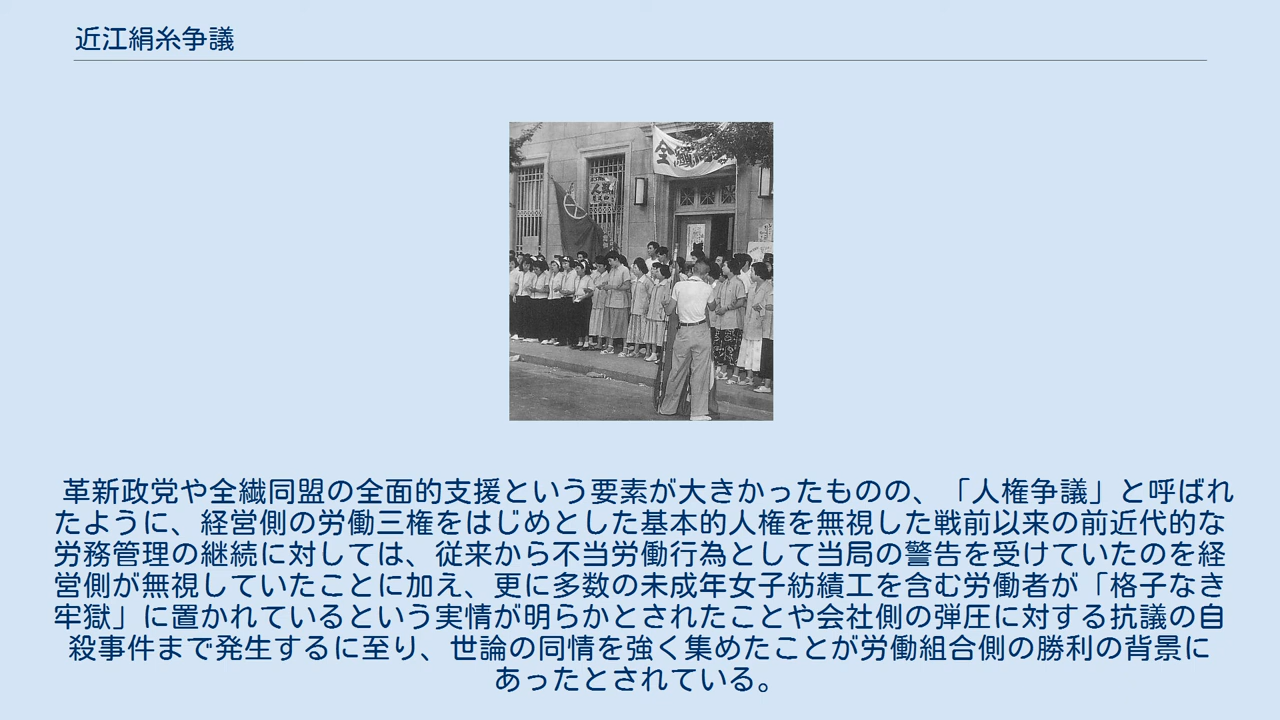 近江絹糸争議
全繊
人権
革新政党や全繊同盟の全面的支援という要素が大きかったものの、「人権争議」と呼ばれ
たように、経営側の労働三権をはじめとした基本的人権を無視した戦前以来の前近代的な
労務管理の継続に対しては、従来から不当労働行為として当局の警告を受けていたのを経
営側が無視していたことに加え、更に多数の未成年女子紡績工を含む労働者が「格子なき
牢獄」に置かれているという実情が明らかとされたことや会社側の弾圧に対する抗議の自
殺事件まで発生するに至り、世論の同情を強く集めたことが労働組合側の勝利の背景に
あったとされている。